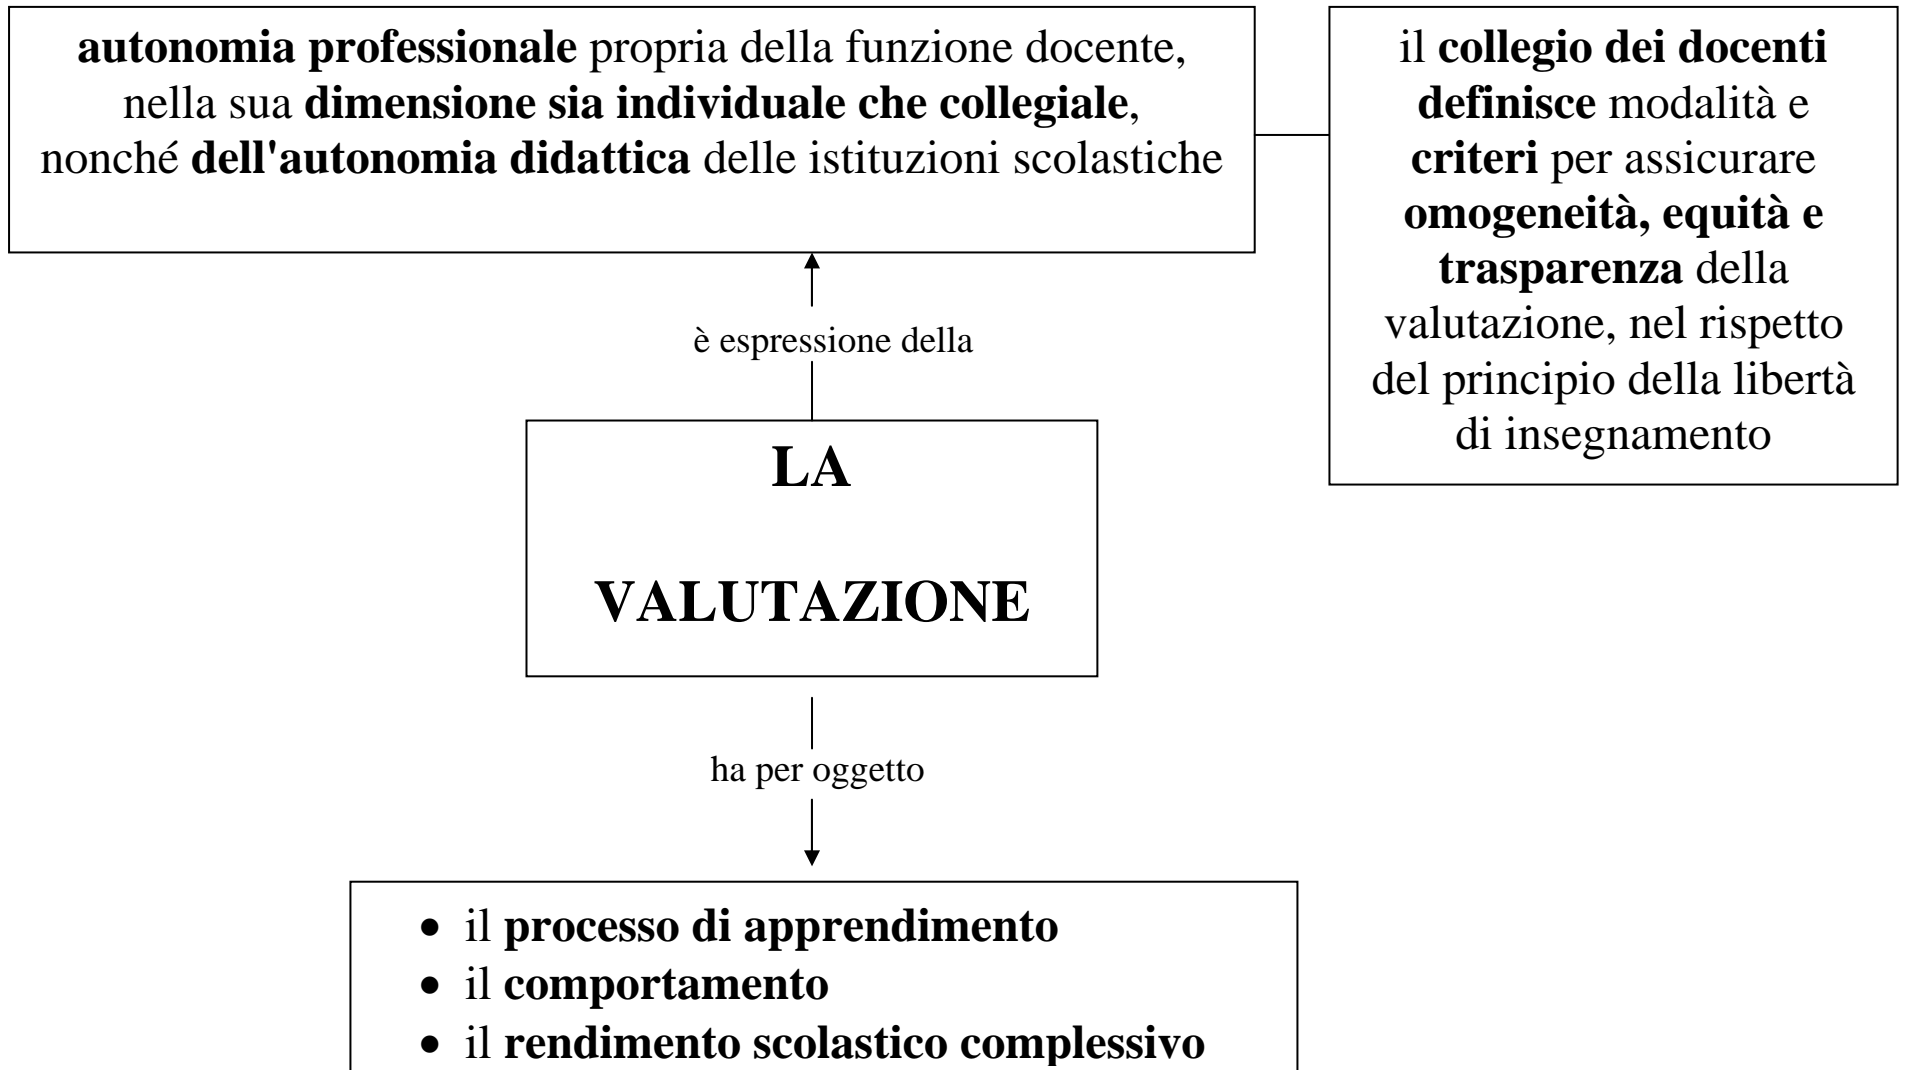 autonomia professionale propria della funzione docente,
nella sua dimensione sia individuale che collegiale,
nonché dell'autonomia didattica delle istituzioni scolastiche
il collegio dei docenti
definisce modalità e
criteri per assicurare
omogeneità, equità e
trasparenza della
valutazione, nel rispetto
del principio della libertà
di insegnamento
è espressione della
LA
VALUTAZIONE
ha per oggetto
• il processo di apprendimento
• il comportamento
• il rendimento scolastico complessivo